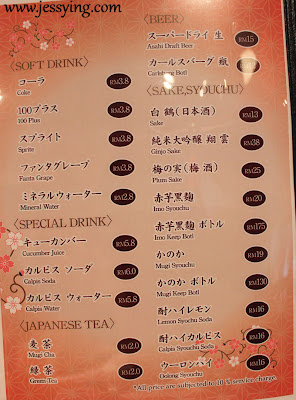 www.jessying.com
<SOFT DRINK>
コーラ RM3.8
Coke
100プラス RM3.8
100 Plus
スプライト RM3.8
Sprite
ファンタグレープ RM3.8
Fanta Grape
ミネラルウォーター RM2.8
Mineral Water
<SPECIAL DRINK>
キューカンバー RM5.8
Cucumber Juice
カルピス ソーダ RM6.0
Calpis Soda
カルピス ウォーター RM5.8
Calpis Water
<JAPANESE TEA>
麦茶 RM2.0
Mugi Cha
緑茶 RM2.0
Green Tea
<BEER>
スーパードライ 生 RM15
Asahi Draft Beer
カールスバーグ 瓶
Carlsberg Botl
<SAKE,SYOUCHU>
白 鶴 (日本酒) RM13
Sake
純米大吟醸 翔雲 RM38
Ginjo Sake
梅の実(梅 酒) RM25
Plum Sake
赤芋黒麹 RM20
Imo Syouchu
赤芋黒麹 ボトル RM175
Imo Keep Botl
かのか RM19
Mugi Syouchu
かのか ボトル RM130
Mugi Keep Botl
酎ハイレモン RM16
Lemon Syochu Soda
酎ハイカルピス RM16
Calpis Syouchu Soda
ウーロンハイ RM16
Oolong Syouchu
*All price are subjected to 10 % service charge.